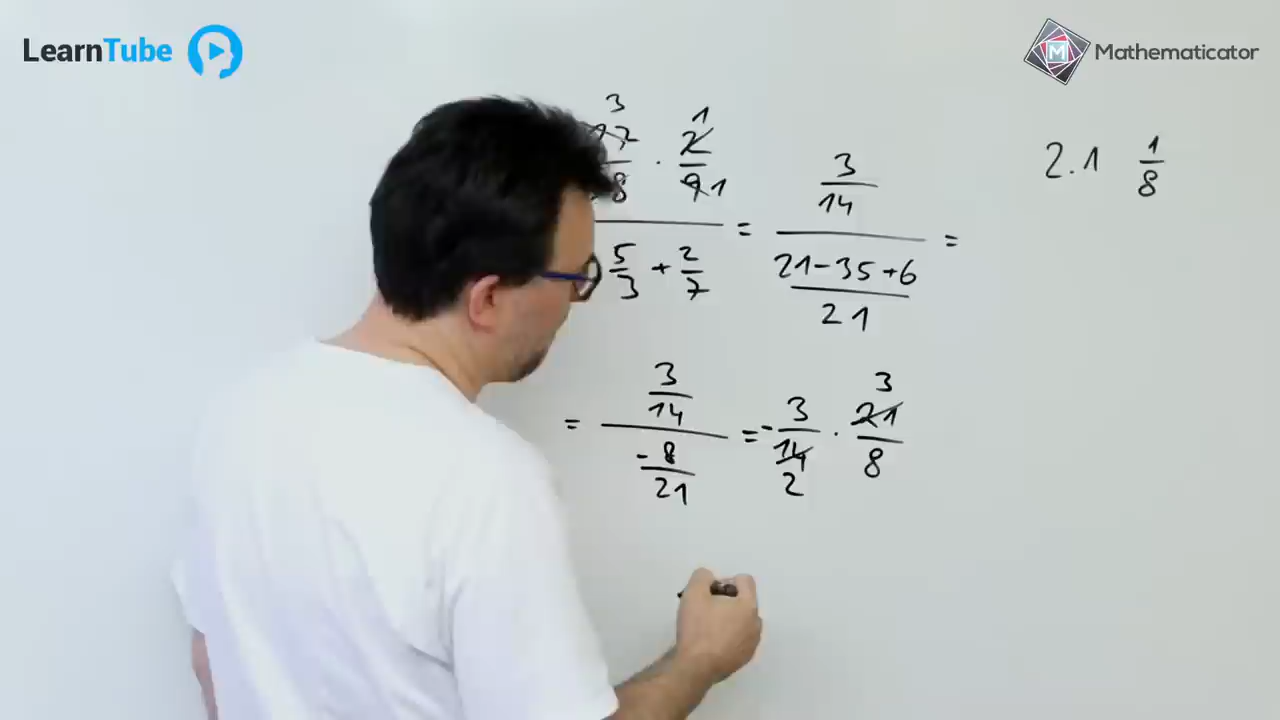 LearnTube
M Mathematicator
3 1
8 · 2/9 1
5/3 + 2/7
= 3/14
21-35+6
21
=
2.1 1/8
= 3/14
-8/21
= - 3/14 · 21/8
3
2